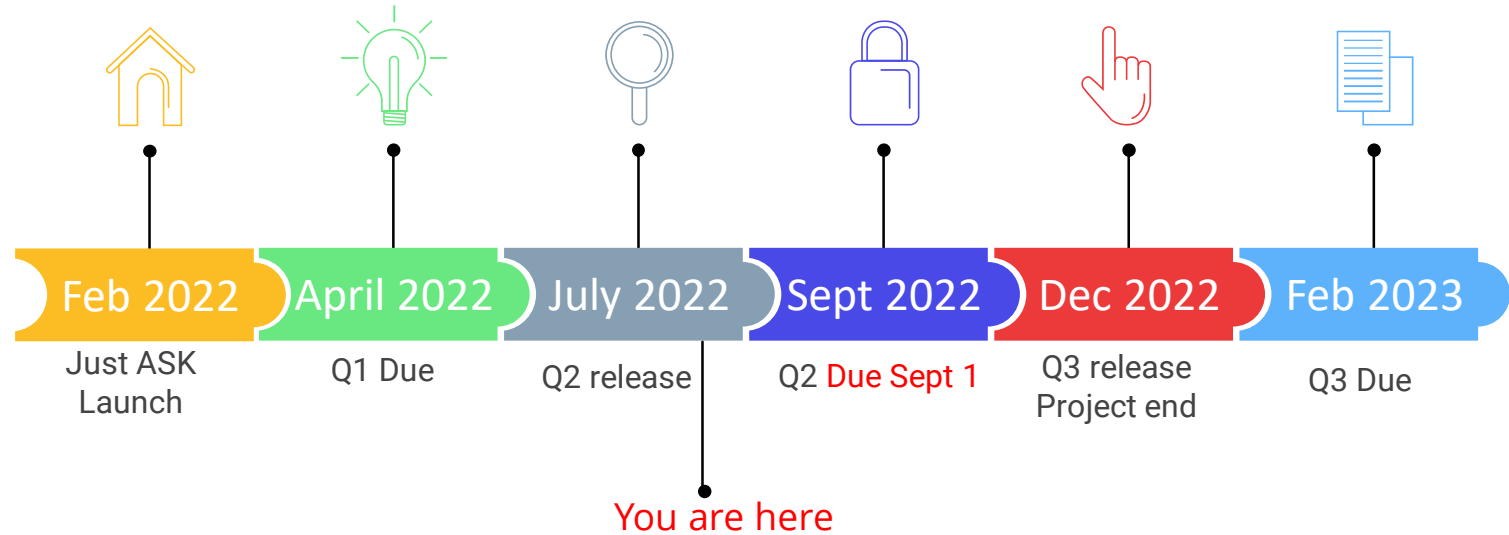 Feb 2022
April 2022
July 2022
Sept 2022
Dec 2022
Feb 2023
Just ASK
Launch
Q1 Due
Q2 release
Q2 Due Sept 1
Q3 release
Project end
Q3 Due
You are here